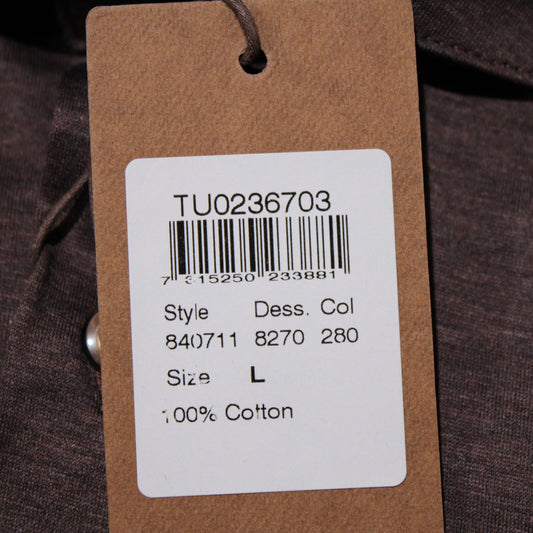 TU0236703
7 315250 233881
Style Dess. Col
840711 8270 280
Size L
100% Cotton